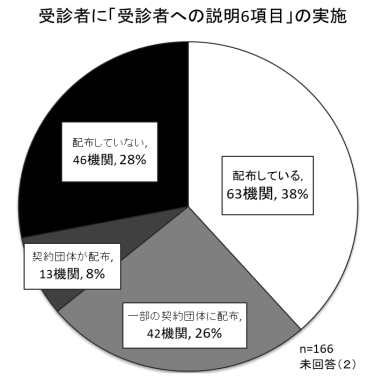 受診者に「受診者への説明6項目」の実施
配布していない,
46機関, 28%
配布している,
63機関, 38%
契約団体が配布,
13機関, 8%
一部の契約団体に配布,
42機関, 26%
n=166
未回答（2）